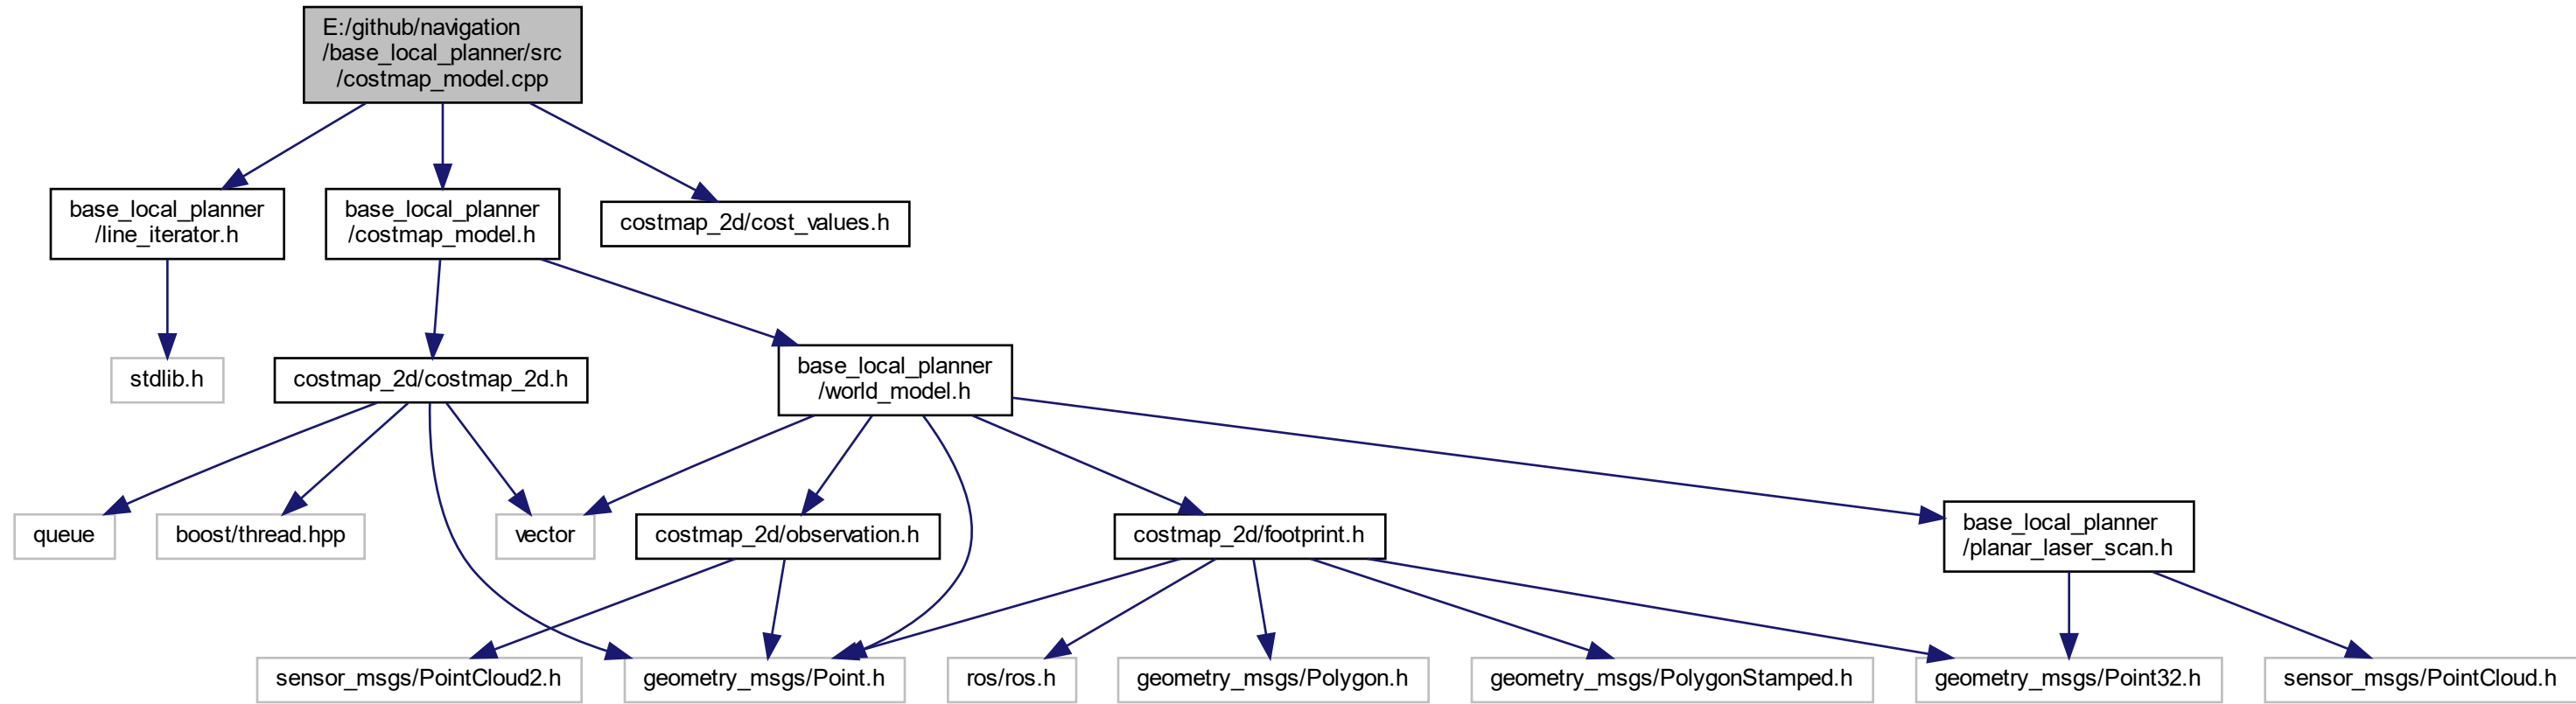 E:/github/navigation
/base_local_planner/src
/costmap_model.cpp
base_local_planner
/line_iterator.h
base_local_planner
/costmap_model.h
costmap_2d/cost_values.h
stdlib.h
costmap_2d/costmap_2d.h
base_local_planner
/world_model.h
queue
boost/thread.hpp
vector
costmap_2d/observation.h
costmap_2d/footprint.h
base_local_planner
/planar_laser_scan.h
sensor_msgs/PointCloud2.h
geometry_msgs/Point.h
ros/ros.h
geometry_msgs/Polygon.h
geometry_msgs/PolygonStamped.h
geometry_msgs/Point32.h
sensor_msgs/PointCloud.h